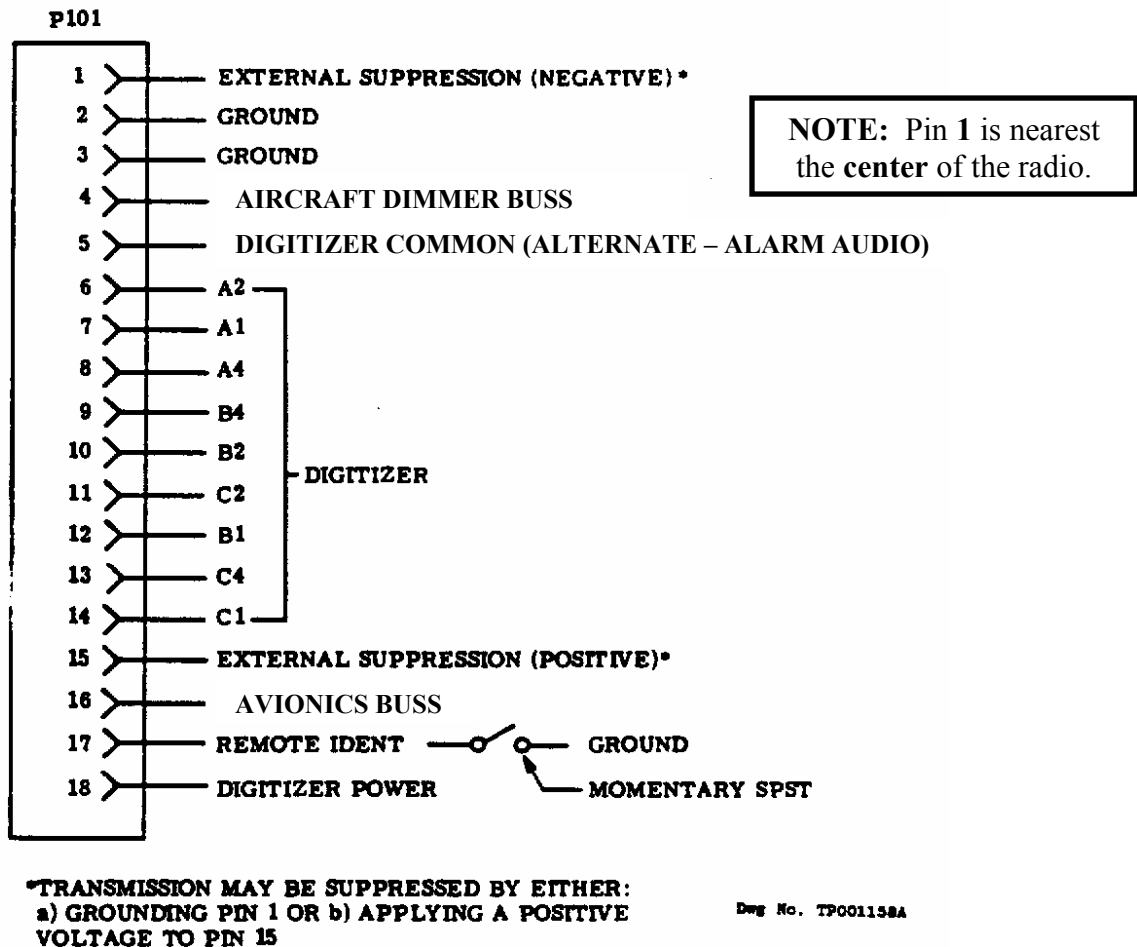 P101
1 EXTERNAL SUPPRESSION (NEGATIVE)*
2 GROUND
3 GROUND
4 AIRCRAFT DIMMER BUSS
5 DIGITIZER COMMON (ALTERNATE – ALARM AUDIO)
6 A2
7 A1
8 A4
9 B4
10 B2
11 C2
12 B1
13 C4
14 C1
DIGITIZER
15 EXTERNAL SUPPRESSION (POSITIVE)*
16 AVIONICS BUSS
17 REMOTE IDENT GROUND
MOMENTARY SPST
18 DIGITIZER POWER
NOTE: Pin 1 is nearest
the center of the radio.
*TRANSMISSION MAY BE SUPPRESSED BY EITHER:
a) GROUNDING PIN 1 OR b) APPLYING A POSITIVE
VOLTAGE TO PIN 15
Dwg No. TP001158A